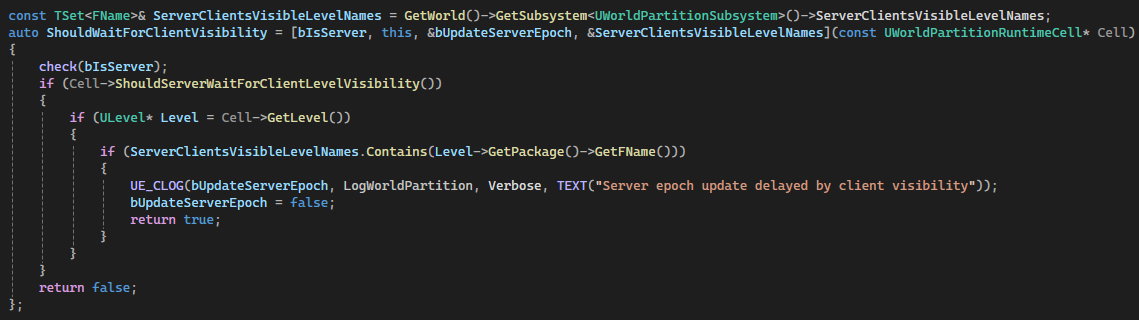 const TSet<FName>& ServerClientsVisibleLevelNames = GetWorld()->GetSubsystem<UWorldPartitionSubsystem>()->ServerClientsVisibleLevelNames;
auto ShouldWaitForClientVisibility = [bIsServer, this, &bUpdateServerEpoch, &ServerClientsVisibleLevelNames](const UWorldPartitionRuntimeCell* Cell)
{
    check(bIsServer);
    if (Cell->ShouldServerWaitForClientLevelVisibility())
    {
        if (ULevel* Level = Cell->GetLevel())
        {
            if (ServerClientsVisibleLevelNames.Contains(Level->GetPackage()->GetFName()))
            {
                UE_CLOG(bUpdateServerEpoch, LogWorldPartition, Verbose, TEXT("Server epoch update delayed by client visibility"));
                bUpdateServerEpoch = false;
                return true;
            }
        }
    }
    return false;
};